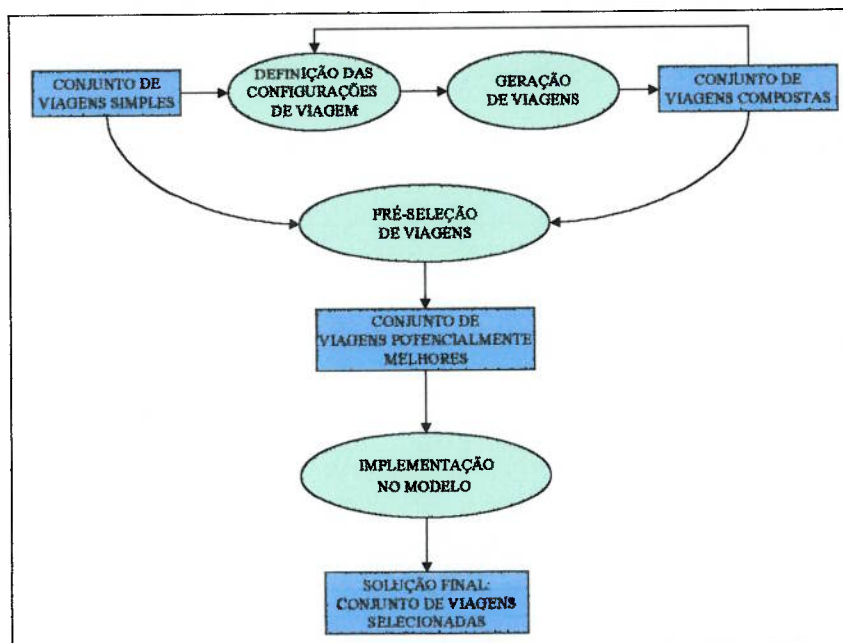 CONJUNTO DE
VIAGENS SIMPLES
DEFINIÇÃO DAS
CONFIGURAÇÕES
DE VIAGEM
GERAÇÃO
DE VIAGENS
CONJUNTO DE
VIAGENS COMPOSTAS
PRÉ-SELEÇÃO
DE VIAGENS
CONJUNTO DE
VIAGENS POTENCIALMENTE
MELHORES
IMPLEMENTAÇÃO
NO MODELO
SOLUÇÃO FINAL:
CONJUNTO DE VIAGENS
SELECIONADAS